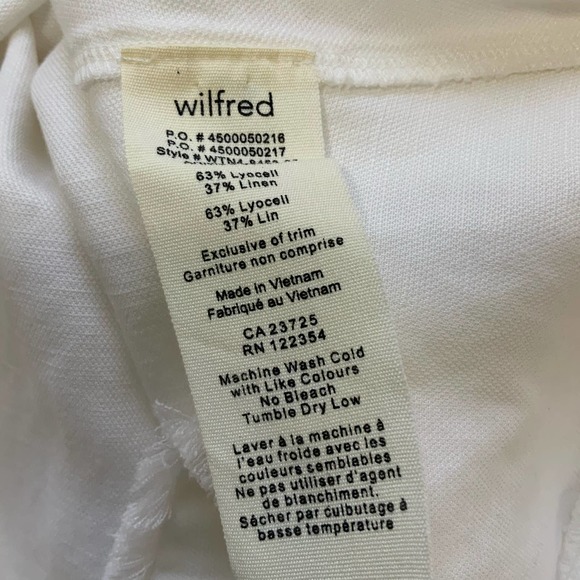 wilfred
P.O. # 4500050216
P.O. # 4500050217
Style # WTN4
63% Lyocell
37% Linen
63% Lyocell
37% Lin
Exclusive of trim
Garniture non comprise
Made in Vietnam
Fabriqué au Vietnam
CA 23725
RN 122354
Machine Wash Cold
with Like Colours
No Bleach
Tumble Dry Low
Laver à la machine à
l'eau froide avec les
couleurs semblables
Ne pas utiliser d'agent
de blanchiment.
Sécher par culbutage à
basse température